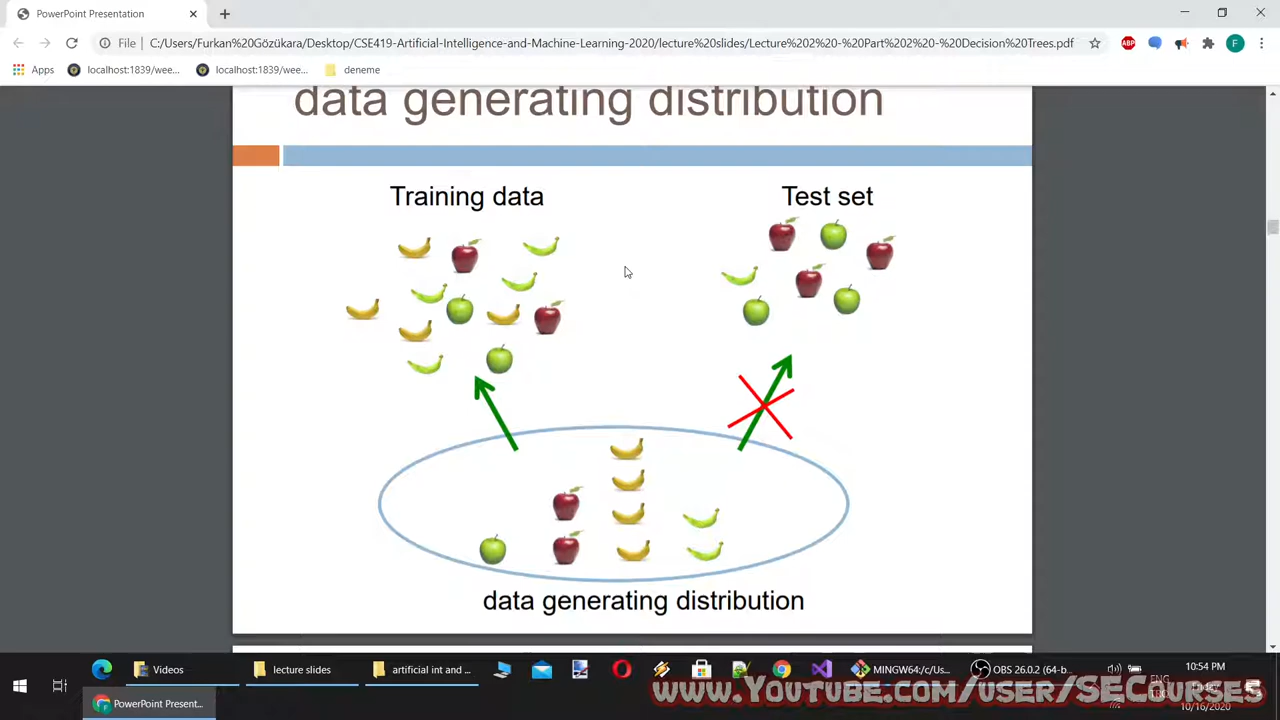 PowerPoint Presentation
File
C:/Users/Furkan%20Gözükara/Desktop/CSE419-Artificial-Intelligence-and-Machine-Learning-2020/lecture%20slides/Lecture%202%20-%20Part%202%20-%20Decision%20Trees.pdf
ABP
F
Apps
localhost:1839/wee...
localhost:1839/wee...
deneme
data generating distribution
Training data
Test set
data generating distribution
Videos
lecture slides
artificial int and ...
MINGW64:/c/Us...
OBS 26.0.2 (64-b...
10:54 PM
ENG
Friday
10/16/2020
PowerPoint Present...
www.Youtube.com/user/SECourses